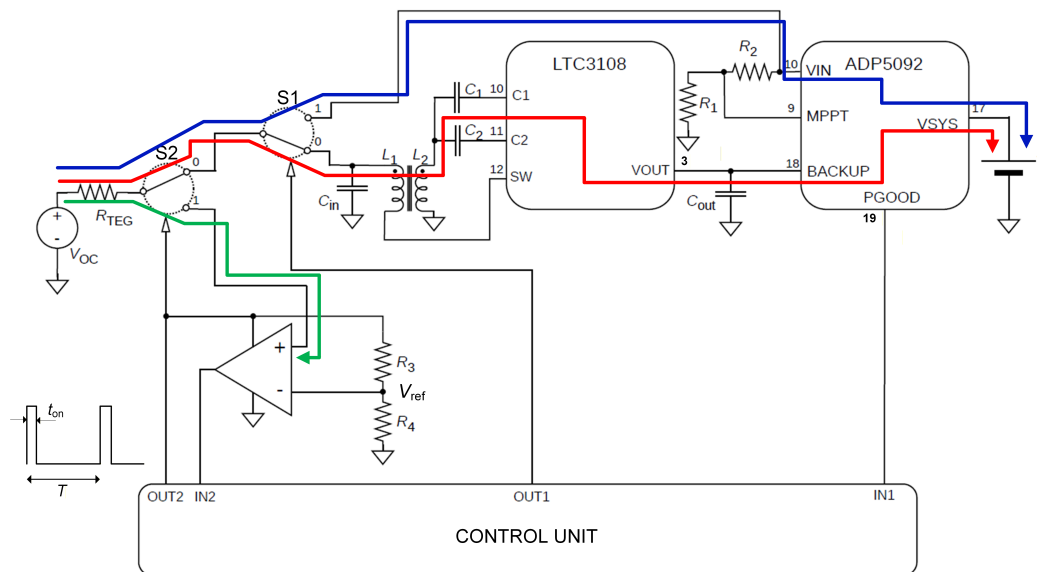 S1
1
0
S2
0
1
R_TEG
+
-
V_OC
C_in
L_1
L_2
C_1
10
C_2
11
12
LTC3108
C1
C2
SW
VOUT
3
C_out
R_1
R_2
10
9
18
ADP5092
VIN
MPPT
VSYS
17
BACKUP
PGOOD
19
+
-
R_3
V_ref
R_4
t_on
T
OUT2
IN2
OUT1
IN1
CONTROL UNIT